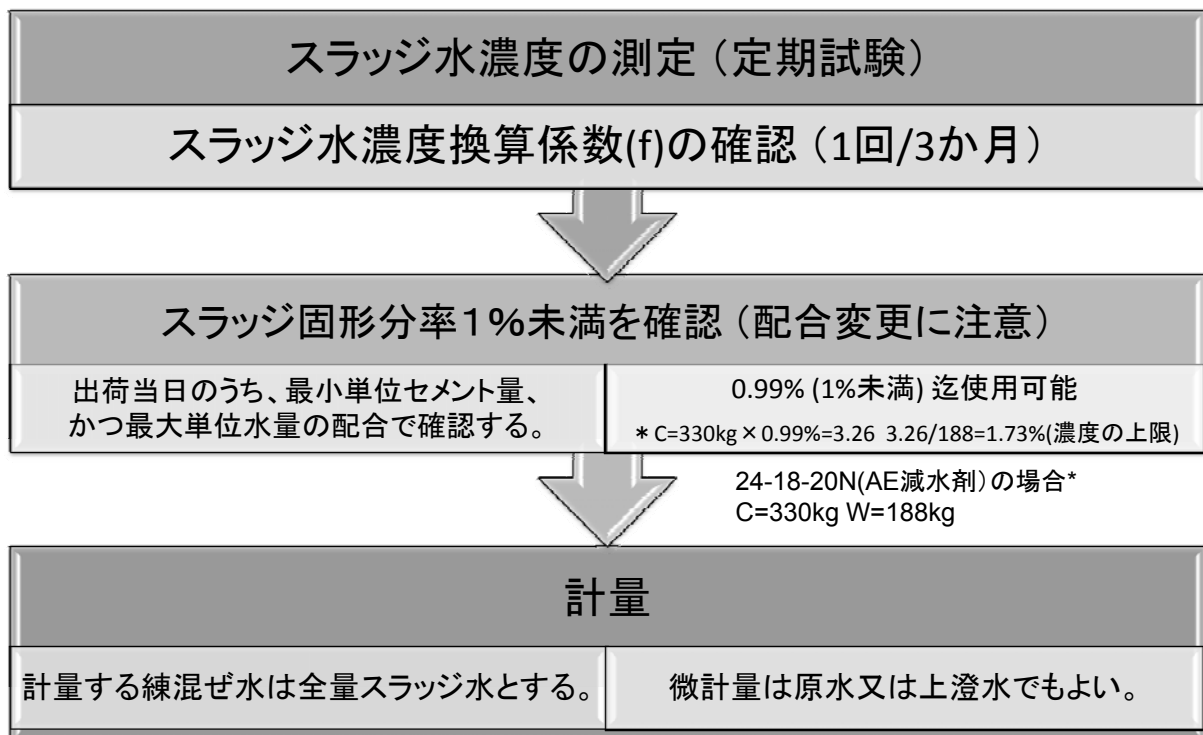 スラッジ水濃度の測定（定期試験）
スラッジ水濃度換算係数(f)の確認（1回/3か月）
スラッジ固形分率１%未満を確認（配合変更に注意）
出荷当日のうち、最小単位セメント量、
かつ最大単位水量の配合で確認する。
0.99% (1%未満) 迄使用可能
＊C=330kg×0.99%=3.26 3.26/188=1.73%(濃度の上限)
24-18-20N(AE減水剤）の場合*
C=330kg W=188kg
計量
計量する練混ぜ水は全量スラッジ水とする。
微計量は原水又は上澄水でもよい。